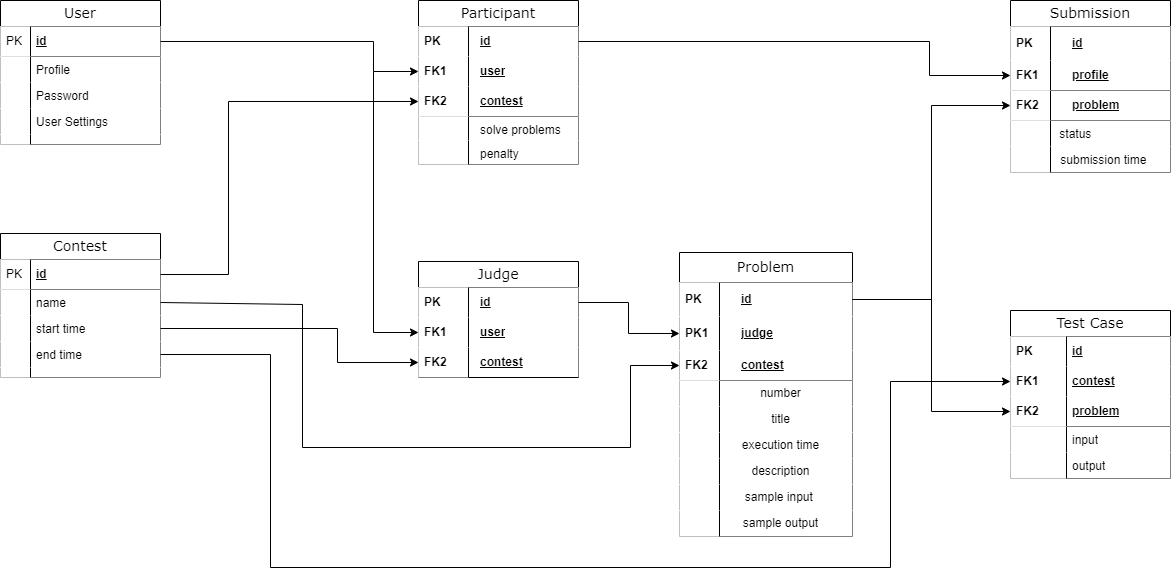 User
PK id
Profile
Password
User Settings
Participant
PK id
FK1 user
FK2 contest
solve problems
penalty
Submission
PK id
FK1 profile
FK2 problem
status
submission time
Contest
PK id
name
start time
end time
Judge
PK id
FK1 user
FK2 contest
Problem
PK id
PK1 judge
FK2 contest
number
title
execution time
description
sample input
sample output
Test Case
PK id
FK1 contest
FK2 problem
input
output